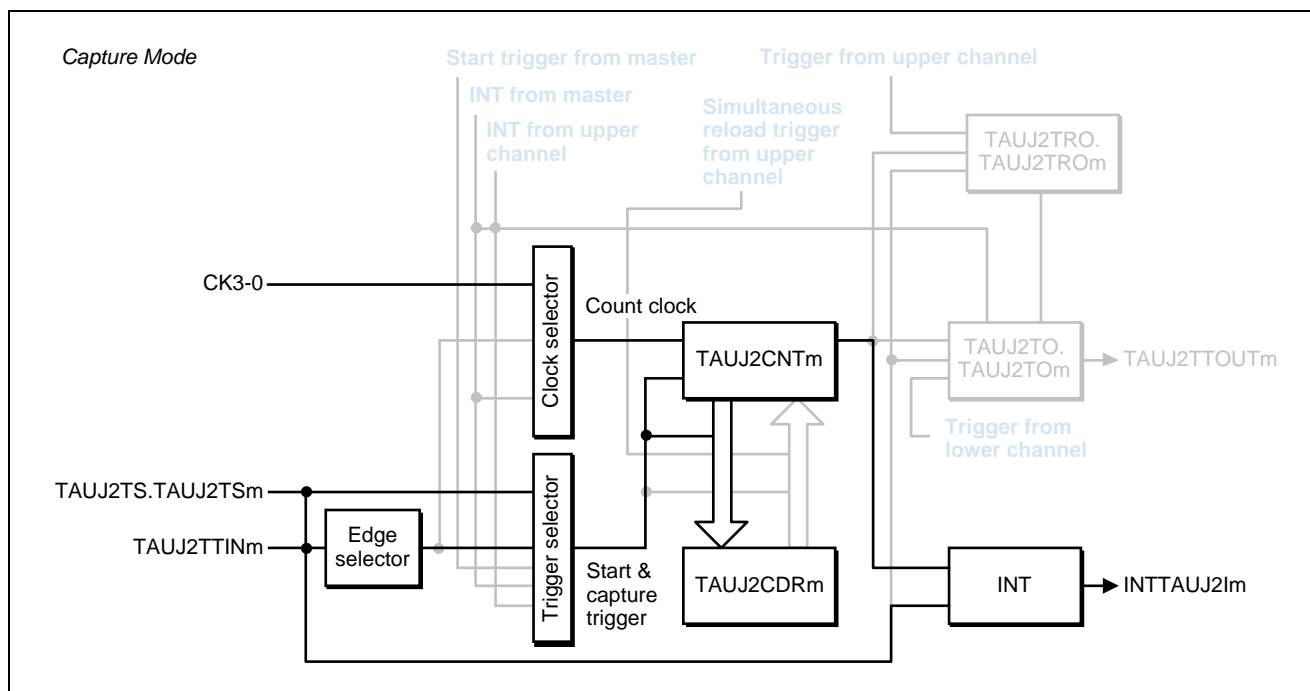 Capture Mode
Start trigger from master
Trigger from upper channel
INT from master
INT from upper
channel
Simultaneous
reload trigger
from upper
channel
TAUJ2TRO.
TAUJ2TROm
CK3-0
Clock selector
Count clock
TAUJ2CNTm
TAUJ2TO.
TAUJ2TOm
TAUJ2TTOUTm
Trigger from
lower channel
TAUJ2TS.TAUJ2TSm
TAUJ2TTINm
Edge
selector
Trigger selector
Start &
capture
trigger
TAUJ2CDRm
INT
INTTAUJ2Im